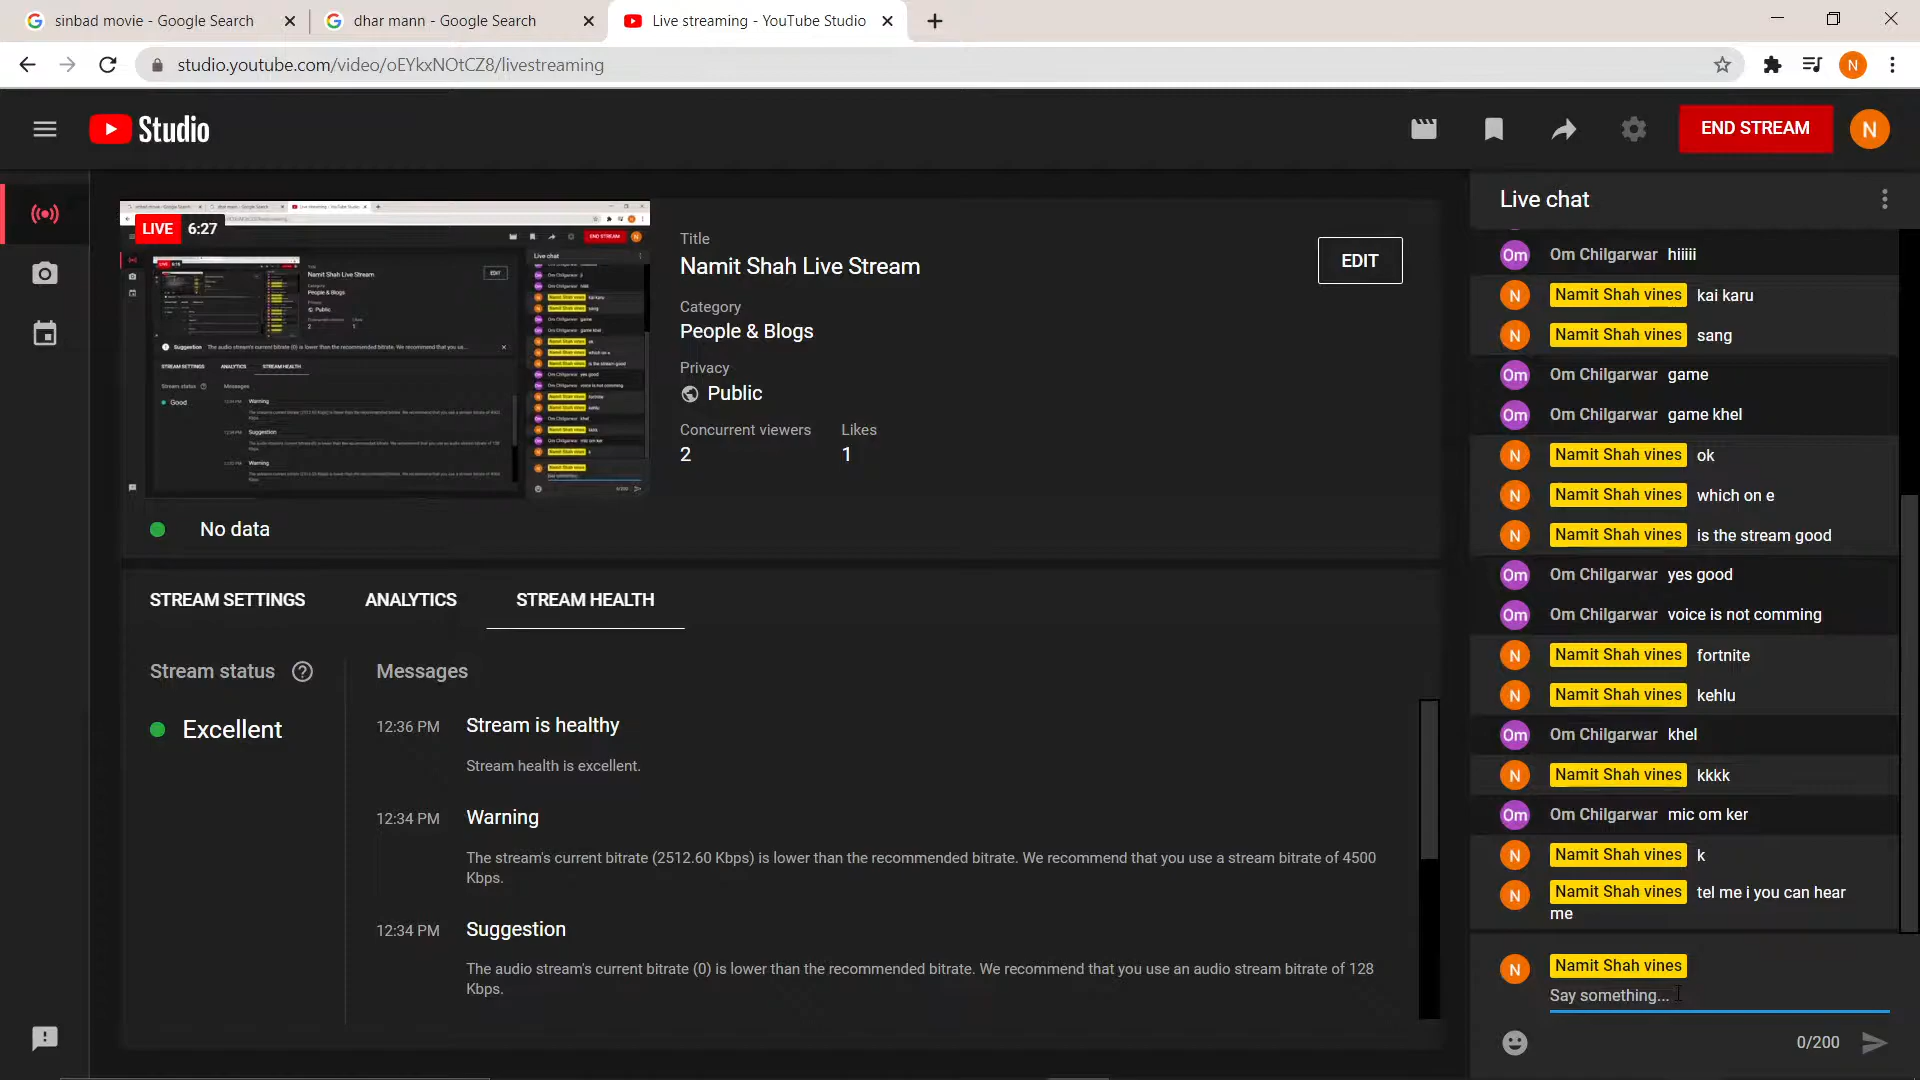 sinbad movie - Google Search
dhar mann - Google Search
Live streaming - YouTube Studio
studio.youtube.com/video/oEYkxNOtCZ8/livestreaming
N
Studio
END STREAM
N
LIVE 6:27
Title
Namit Shah Live Stream
EDIT
Category
People & Blogs
Privacy
Public
Concurrent viewers Likes
2 1
No data
STREAM SETTINGS ANALYTICS STREAM HEALTH
Stream status
Excellent
Messages
12:36 PM Stream is healthy
Stream health is excellent.
12:34 PM Warning
The stream's current bitrate (2512.60 Kbps) is lower than the recommended bitrate. We recommend that you use a stream bitrate of 4500
Kbps.
12:34 PM Suggestion
The audio stream's current bitrate (0) is lower than the recommended bitrate. We recommend that you use an audio stream bitrate of 128
Kbps.
Live chat
Om Om Chilgarwar hiiiii
N Namit Shah vines kai karu
N Namit Shah vines sang
Om Om Chilgarwar game
Om Om Chilgarwar game khel
N Namit Shah vines ok
N Namit Shah vines which on e
N Namit Shah vines is the stream good
Om Om Chilgarwar yes good
Om Om Chilgarwar voice is not comming
N Namit Shah vines fortnite
N Namit Shah vines kehlu
Om Om Chilgarwar khel
N Namit Shah vines kkkk
Om Om Chilgarwar mic om ker
N Namit Shah vines k
N Namit Shah vines tel me i you can hear
me
N Namit Shah vines
Say something...
0/200